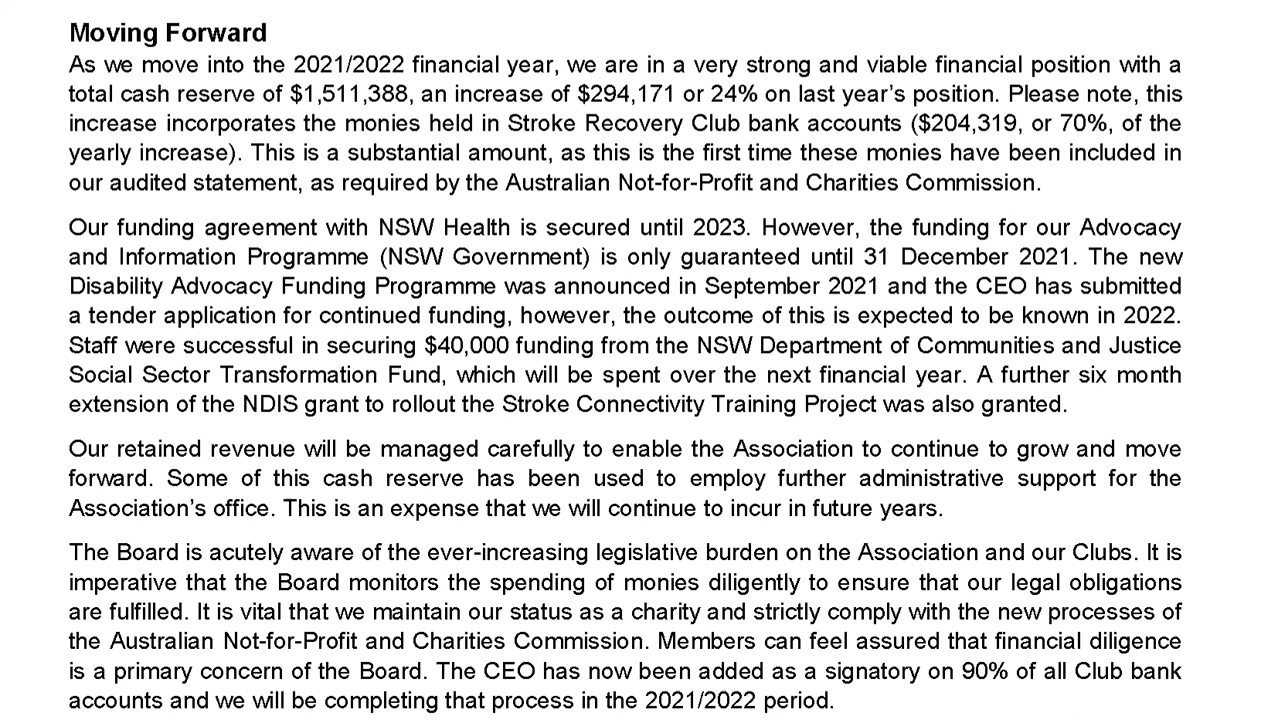 Moving Forward
As we move into the 2021/2022 financial year, we are in a very strong and viable financial position with a
total cash reserve of $1,511,388, an increase of $294,171 or 24% on last year’s position. Please note, this
increase incorporates the monies held in Stroke Recovery Club bank accounts ($204,319, or 70%, of the
yearly increase). This is a substantial amount, as this is the first time these monies have been included in
our audited statement, as required by the Australian Not-for-Profit and Charities Commission.
Our funding agreement with NSW Health is secured until 2023. However, the funding for our Advocacy
and Information Programme (NSW Government) is only guaranteed until 31 December 2021. The new
Disability Advocacy Funding Programme was announced in September 2021 and the CEO has submitted
a tender application for continued funding, however, the outcome of this is expected to be known in 2022.
Staff were successful in securing $40,000 funding from the NSW Department of Communities and Justice
Social Sector Transformation Fund, which will be spent over the next financial year. A further six month
extension of the NDIS grant to rollout the Stroke Connectivity Training Project was also granted.
Our retained revenue will be managed carefully to enable the Association to continue to grow and move
forward. Some of this cash reserve has been used to employ further administrative support for the
Association’s office. This is an expense that we will continue to incur in future years.
The Board is acutely aware of the ever-increasing legislative burden on the Association and our Clubs. It is
imperative that the Board monitors the spending of monies diligently to ensure that our legal obligations
are fulfilled. It is vital that we maintain our status as a charity and strictly comply with the new processes of
the Australian Not-for-Profit and Charities Commission. Members can feel assured that financial diligence
is a primary concern of the Board. The CEO has now been added as a signatory on 90% of all Club bank
accounts and we will be completing that process in the 2021/2022 period.